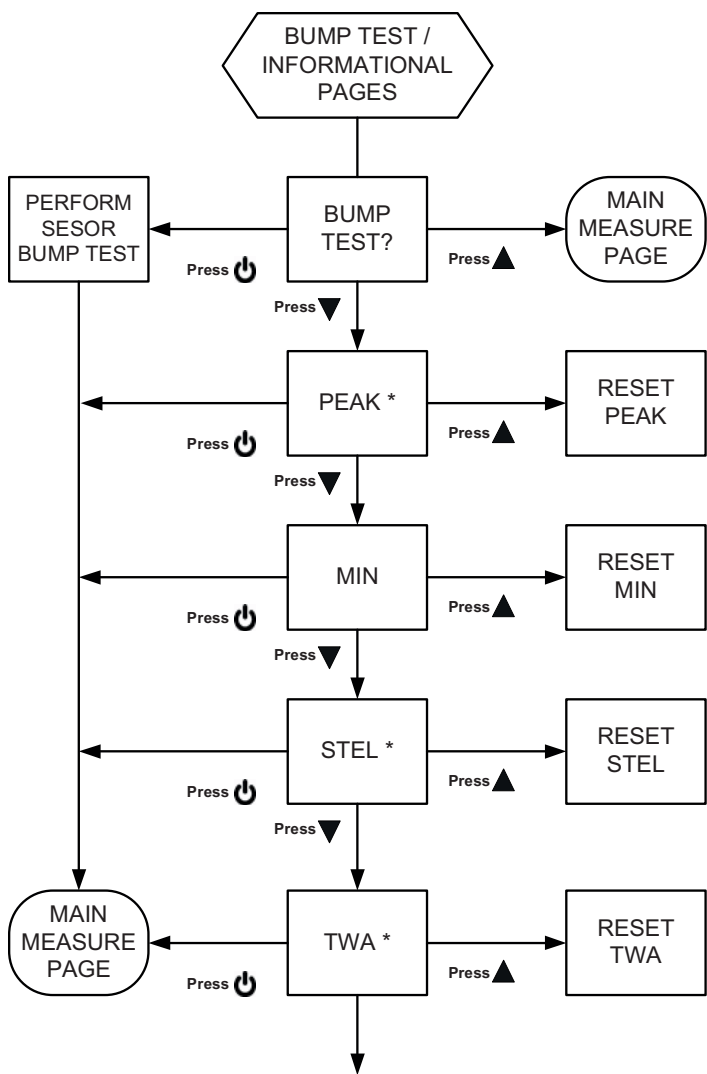 BUMP TEST /
INFORMATIONAL
PAGES
PERFORM
SESOR
BUMP TEST
BUMP
TEST?
MAIN
MEASURE
PAGE
Press
Press
Press
PEAK *
RESET
PEAK
Press
Press
Press
MIN
RESET
MIN
Press
Press
Press
STEL *
RESET
STEL
Press
Press
Press
MAIN
MEASURE
PAGE
TWA *
RESET
TWA
Press
Press